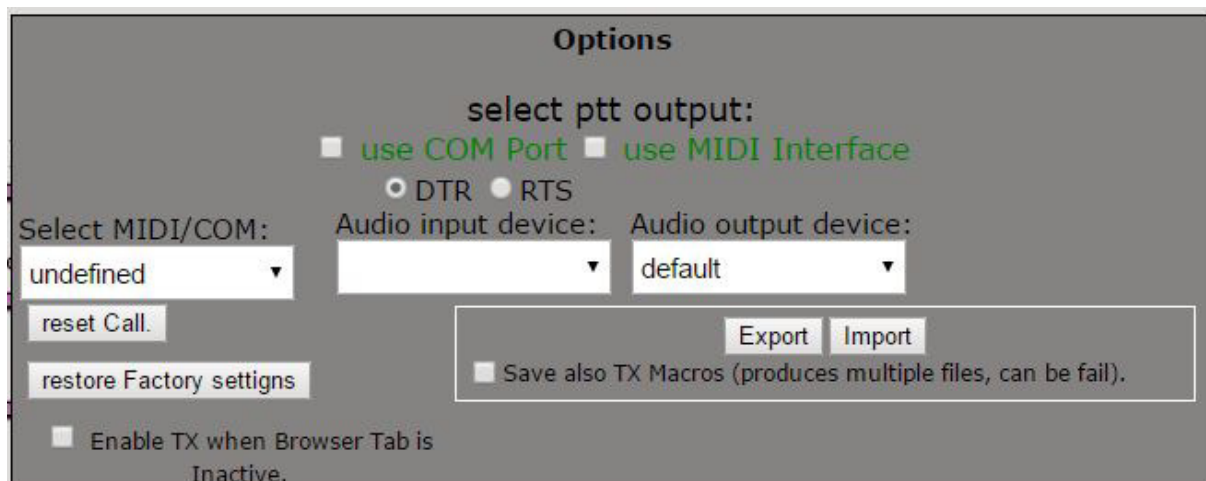 Options
select ptt output:
use COM Port use MIDI Interface
DTR RTS
Select MIDI/COM: Audio input device: Audio output device:
undefined default
reset Call.
Export Import
restore Factory settigns
Save also TX Macros (produces multiple files, can be fail).
Enable TX when Browser Tab is
Inactive.